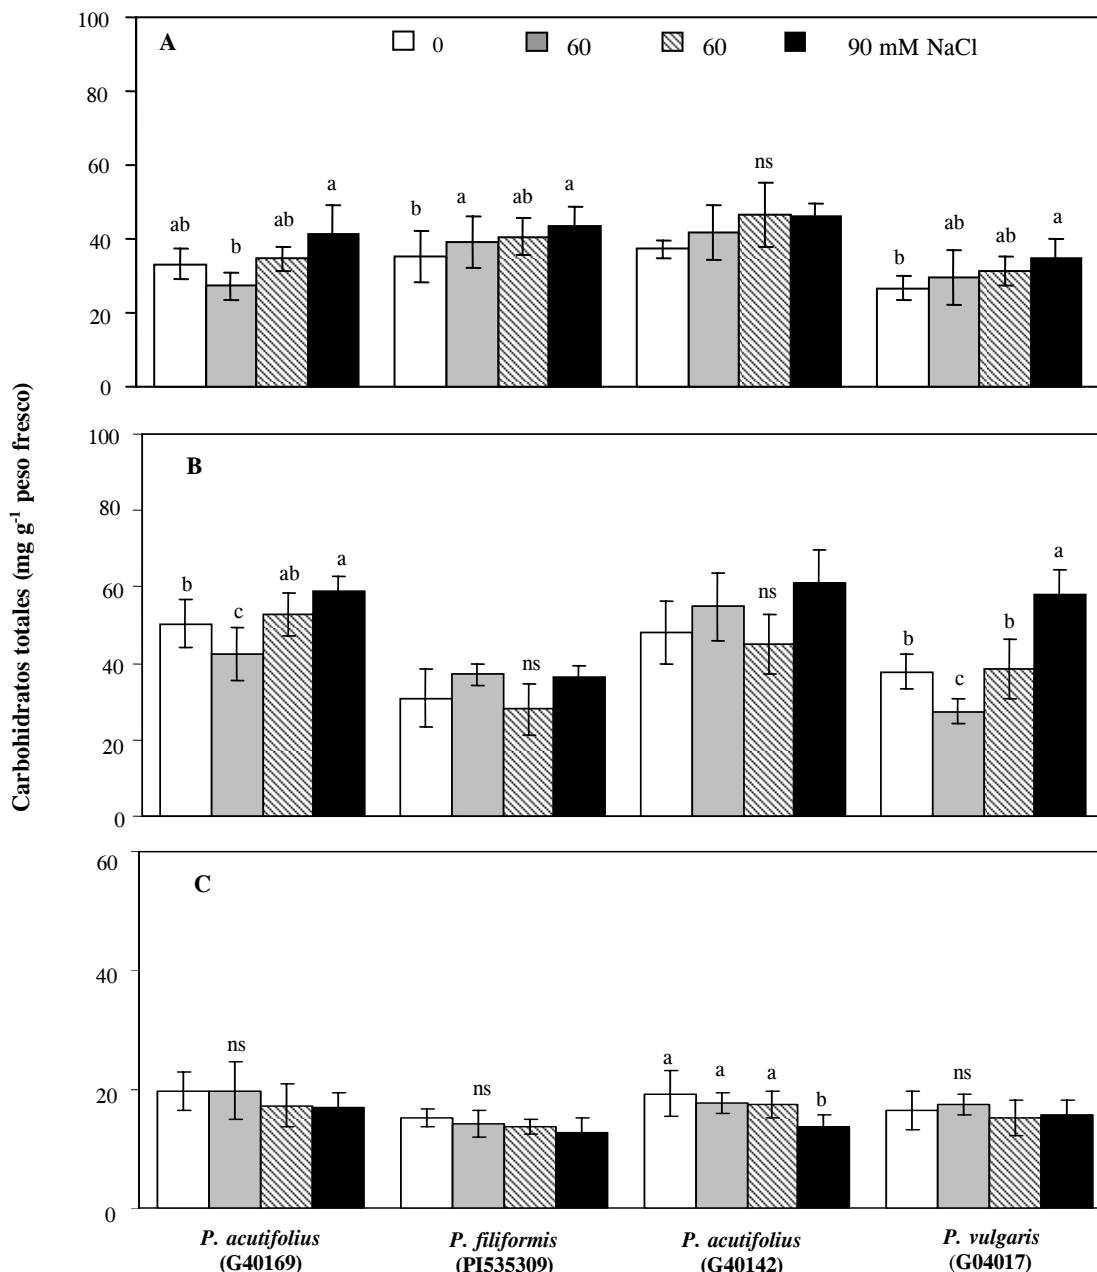 100
A
0
60
60
90 mM NaCl
80
60
40
20
0
ab
b
ab
a
b
a
ab
a
ns
b
ab
ab
a
Carbohidratos totales (mg g-1 peso fresco)
100
B
80
60
40
20
0
b
c
ab
a
ns
ns
b
c
b
a
60
C
40
20
0
ns
ns
a
a
a
b
ns
P. acutifolius
(G40169)
P. filiformis
(PI535309)
P. acutifolius
(G40142)
P. vulgaris
(G04017)